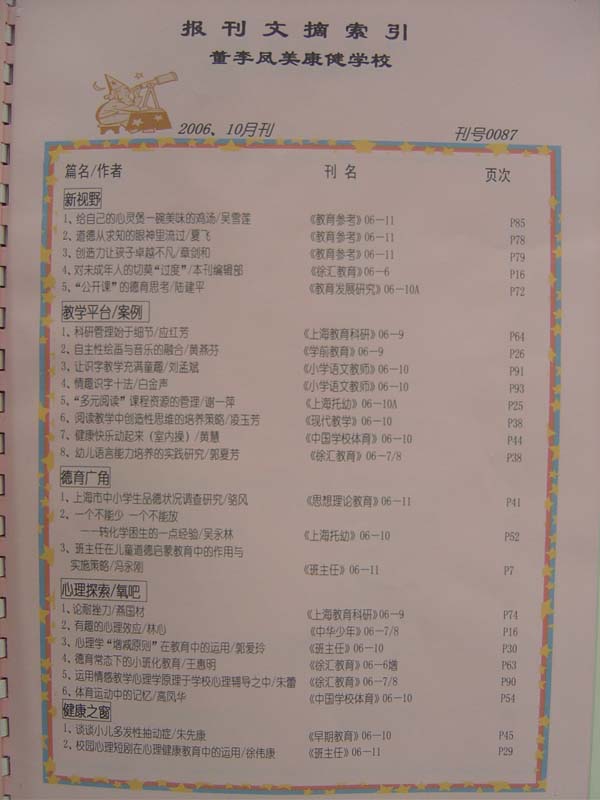 报刊文摘索引
董李凤美康健学校
2006、10月刊 刊号0087
篇名/作者 刊名 页次
新视野
1、给自己的心灵煲一碗美味的鸡汤/吴雪莲 《教育参考》06－11 P85
2、道德从求知的眼神里流过/夏飞 《教育参考》06－11 P78
3、创造力让孩子卓越不凡/章剑和 《教育参考》06－11 P79
4、对未成年人的切莫“过度”/本刊编辑部 《徐汇教育》06－6 P16
5、“公开课”的德育思考/陆建平 《教育发展研究》06－10A P72
教学平台/案例
1、科研管理始于细节/应红芳 《上海教育科研》06－9 P64
2、自主性绘画与音乐的融合/黄燕芬 《学前教育》06－9 P26
3、让识字教学充满童趣/刘孟斌 《小学语文教师》06－10 P91
4、情趣识字十法/白金声 《小学语文教师》06－10 P93
5、“多元阅读”课程资源的管理/谢一萍 《上海托幼》06－10A P25
6、阅读教学中创造性思维的培养策略/凌玉芳 《现代教学》06－10 P38
7、健康快乐动起来（室内操）/黄慧 《中国学校体育》06－10 P44
8、幼儿语言能力培养的实践研究/郭夏芳 《徐汇教育》06－7/8 P38
德育广角
1、上海市中小学生品德状况调查研究/骆风 《思想理论教育》06－11 P41
2、一个不能少 一个不能放
－－转化学困生的一点经验/吴永林 《上海托幼》06－10 P52
3、班主任在儿童道德启蒙教育中的作用与
实施策略/冯永刚 《班主任》06－11 P7
心理探索/氧吧
1、论耐挫力/燕国材 《上海教育科研》06－9 P74
2、有趣的心理效应/林心 《中华少年》06－7/8 P16
3、心理学“增减原则”在教育中的运用/郭爱玲 《班主任》06－10 P30
4、德育常态下的小班化教育/王惠明 《徐汇教育》06－6增 P63
5、运用情感教学心理学原理于学校心理辅导之中/朱蕾 《徐汇教育》06－7/8 P90
6、体育运动中的记忆/高凤华 《中国学校体育》06－10 P54
健康之窗
1、谈谈小儿多发性抽动症/朱先康 《早期教育》06－10 P45
2、校园心理短剧在心理健康教育中的运用/徐伟康 《班主任》06－11 P29